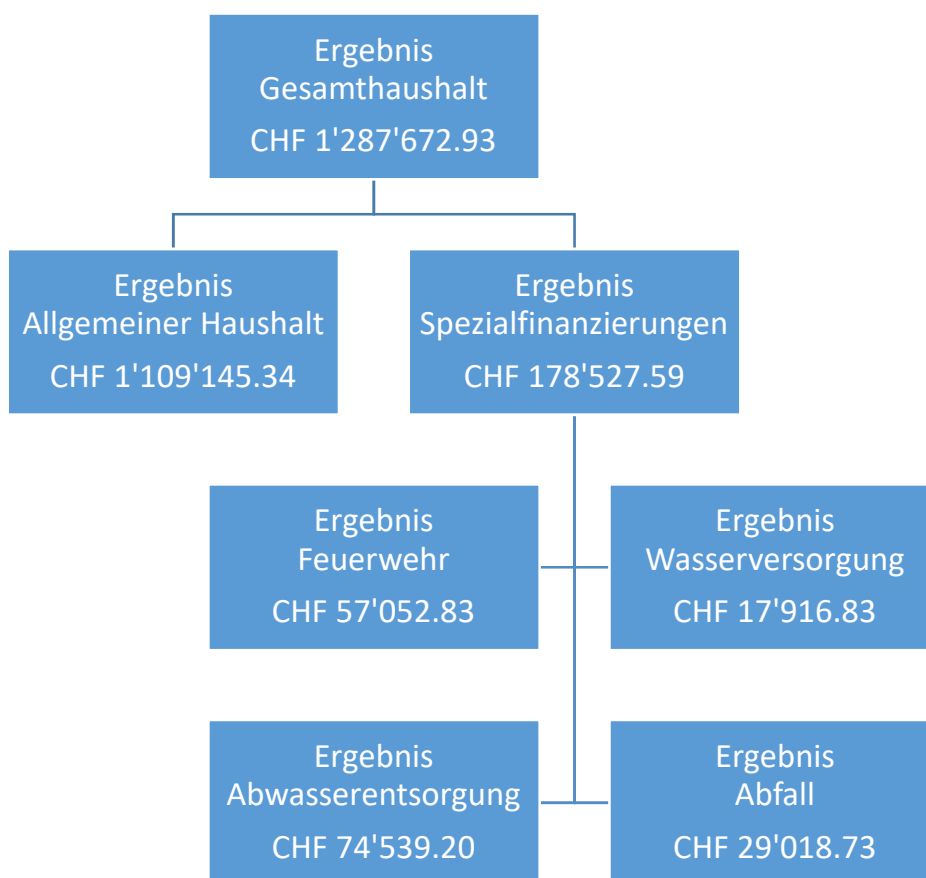 Ergebnis
Gesamthaushalt
CHF 1'287'672.93
Ergebnis
Allgemeiner Haushalt
CHF 1'109'145.34
Ergebnis
Spezialfinanzierungen
CHF 178'527.59
Ergebnis
Feuerwehr
CHF 57'052.83
Ergebnis
Wasserversorgung
CHF 17'916.83
Ergebnis
Abwasserentsorgung
CHF 74'539.20
Ergebnis
Abfall
CHF 29'018.73